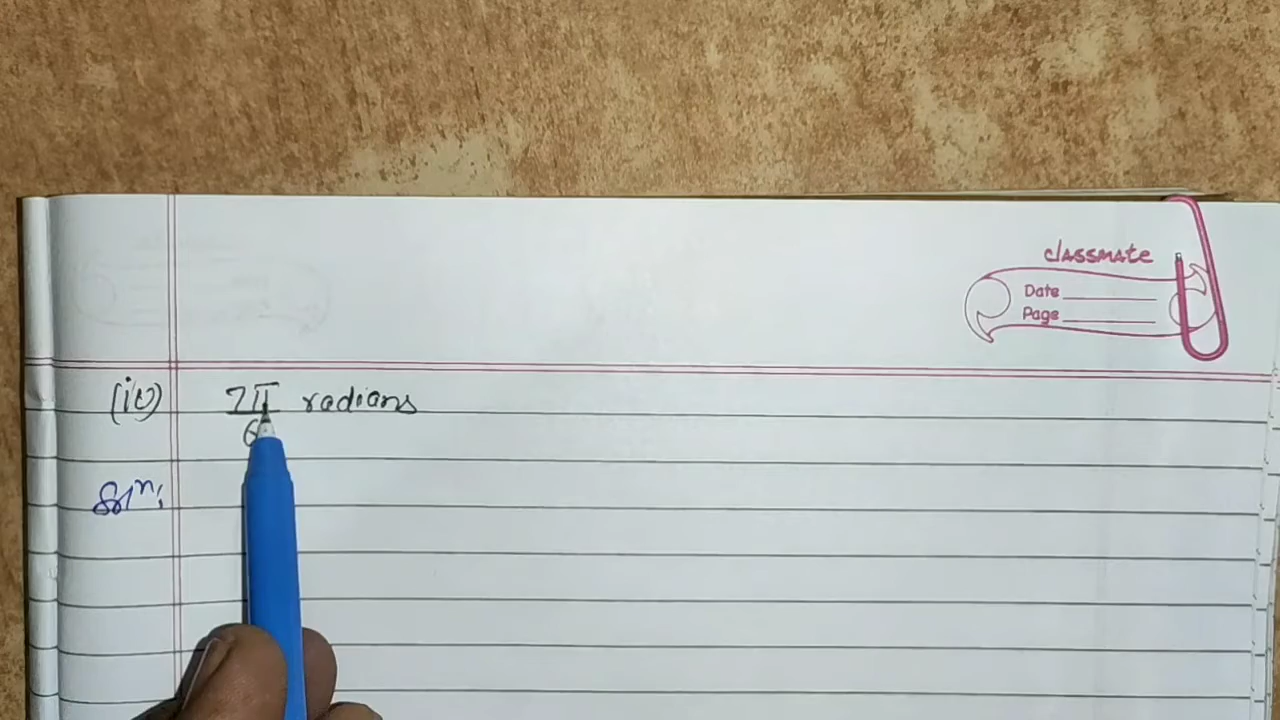 classmate
Date
Page
(iv) 7π radians
6
Solⁿ: